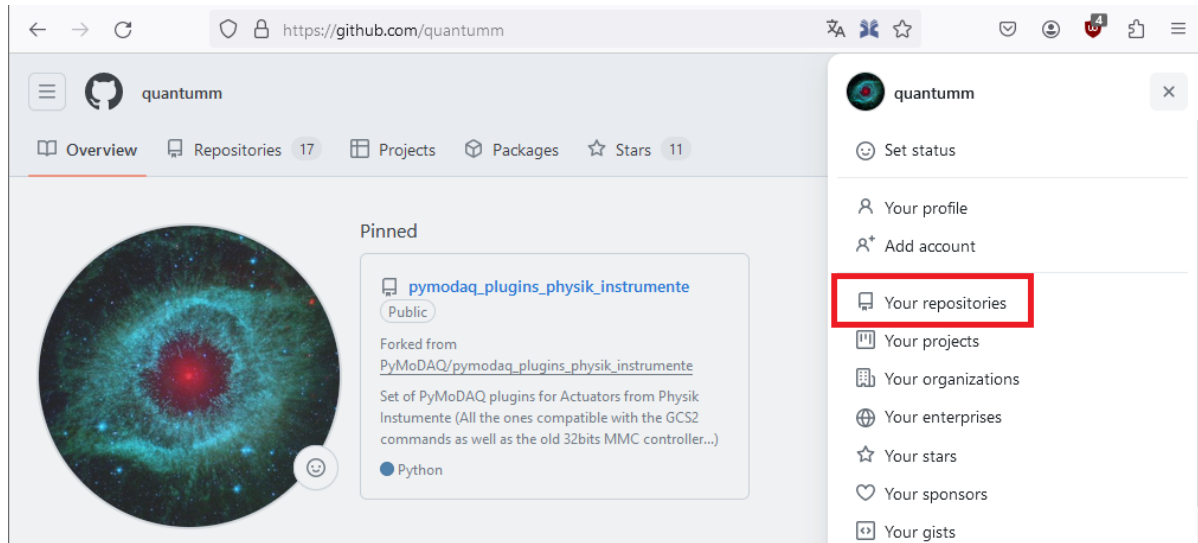 https://github.com/quantumm
4
quantumm
Overview
Repositories 17
Projects
Packages
Stars 11
Pinned
pymodaq_plugins_physik_instrumente
Public
Forked from
PyMoDAQ/pymodaq_plugins_physik_instrumente
Set of PyMoDAQ plugins for Actuators from Physik
Instumente (All the ones compatible with the GCS2
commands as well as the old 32bits MMC controller...)
Python
quantumm
Set status
Your profile
Add account
Your repositories
Your projects
Your organizations
Your enterprises
Your stars
Your sponsors
Your gists